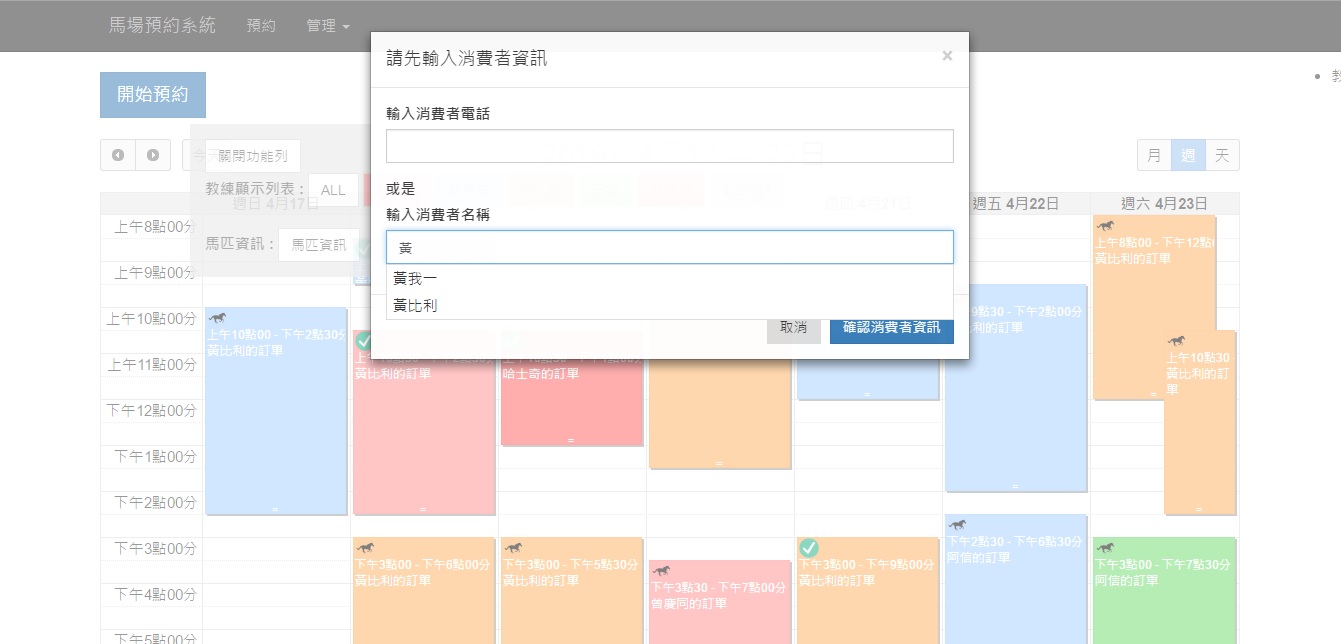 馬場預約系統 預約 管理
請先輸入消費者資訊 ×
開始預約
輸入消費者電話
關閉功能列
月 週 天
教練顯示列表： ALL
或是
輸入消費者名稱
週日 4月17日
週五 4月22日
週六 4月23日
馬匹資訊： 馬匹資訊
黃
黃我一
黃比利
取消 確認消費者資訊
上午8點00分
上午9點00分
上午10點00分
上午11點00分
下午12點00分
下午1點00分
下午2點00分
下午3點00分
下午4點00分
下午5點00分
上午10點00 - 下午2點30分
黃比利的訂單
黃比利的訂單
哈士奇的訂單
9點30 - 下午2點00分
比利的訂單
上午8點00 - 下午12點
黃比利的訂單
上午10點30
黃比利的訂
單
下午3點00 - 下午6點00分
黃比利的訂單
下午3點00 - 下午5點30分
黃比利的訂單
下午3點30 - 下午7點00分
曾慶同的訂單
下午3點00 - 下午9點00分
黃比利的訂單
下午2點30 - 下午6點30分
阿信的訂單
下午3點00 - 下午7點30分
阿信的訂單